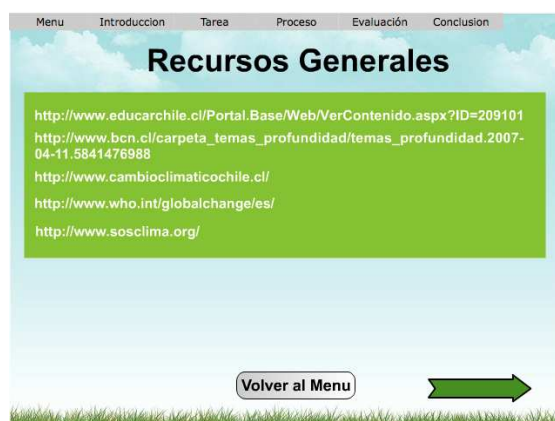 Menu Introduccion Tarea Proceso Evaluación Conclusion
Recursos Generales
http://www.educarchile.cl/Portal.Base/Web/VerContenido.aspx?ID=209101
http://www.bcn.cl/carpeta_temas_profundidad/temas_profundidad.2007-
04-11.5841476988
http://www.cambioclimaticochile.cl/
http://www.who.int/globalchange/es/
http://www.sosclima.org/
Volver al Menu